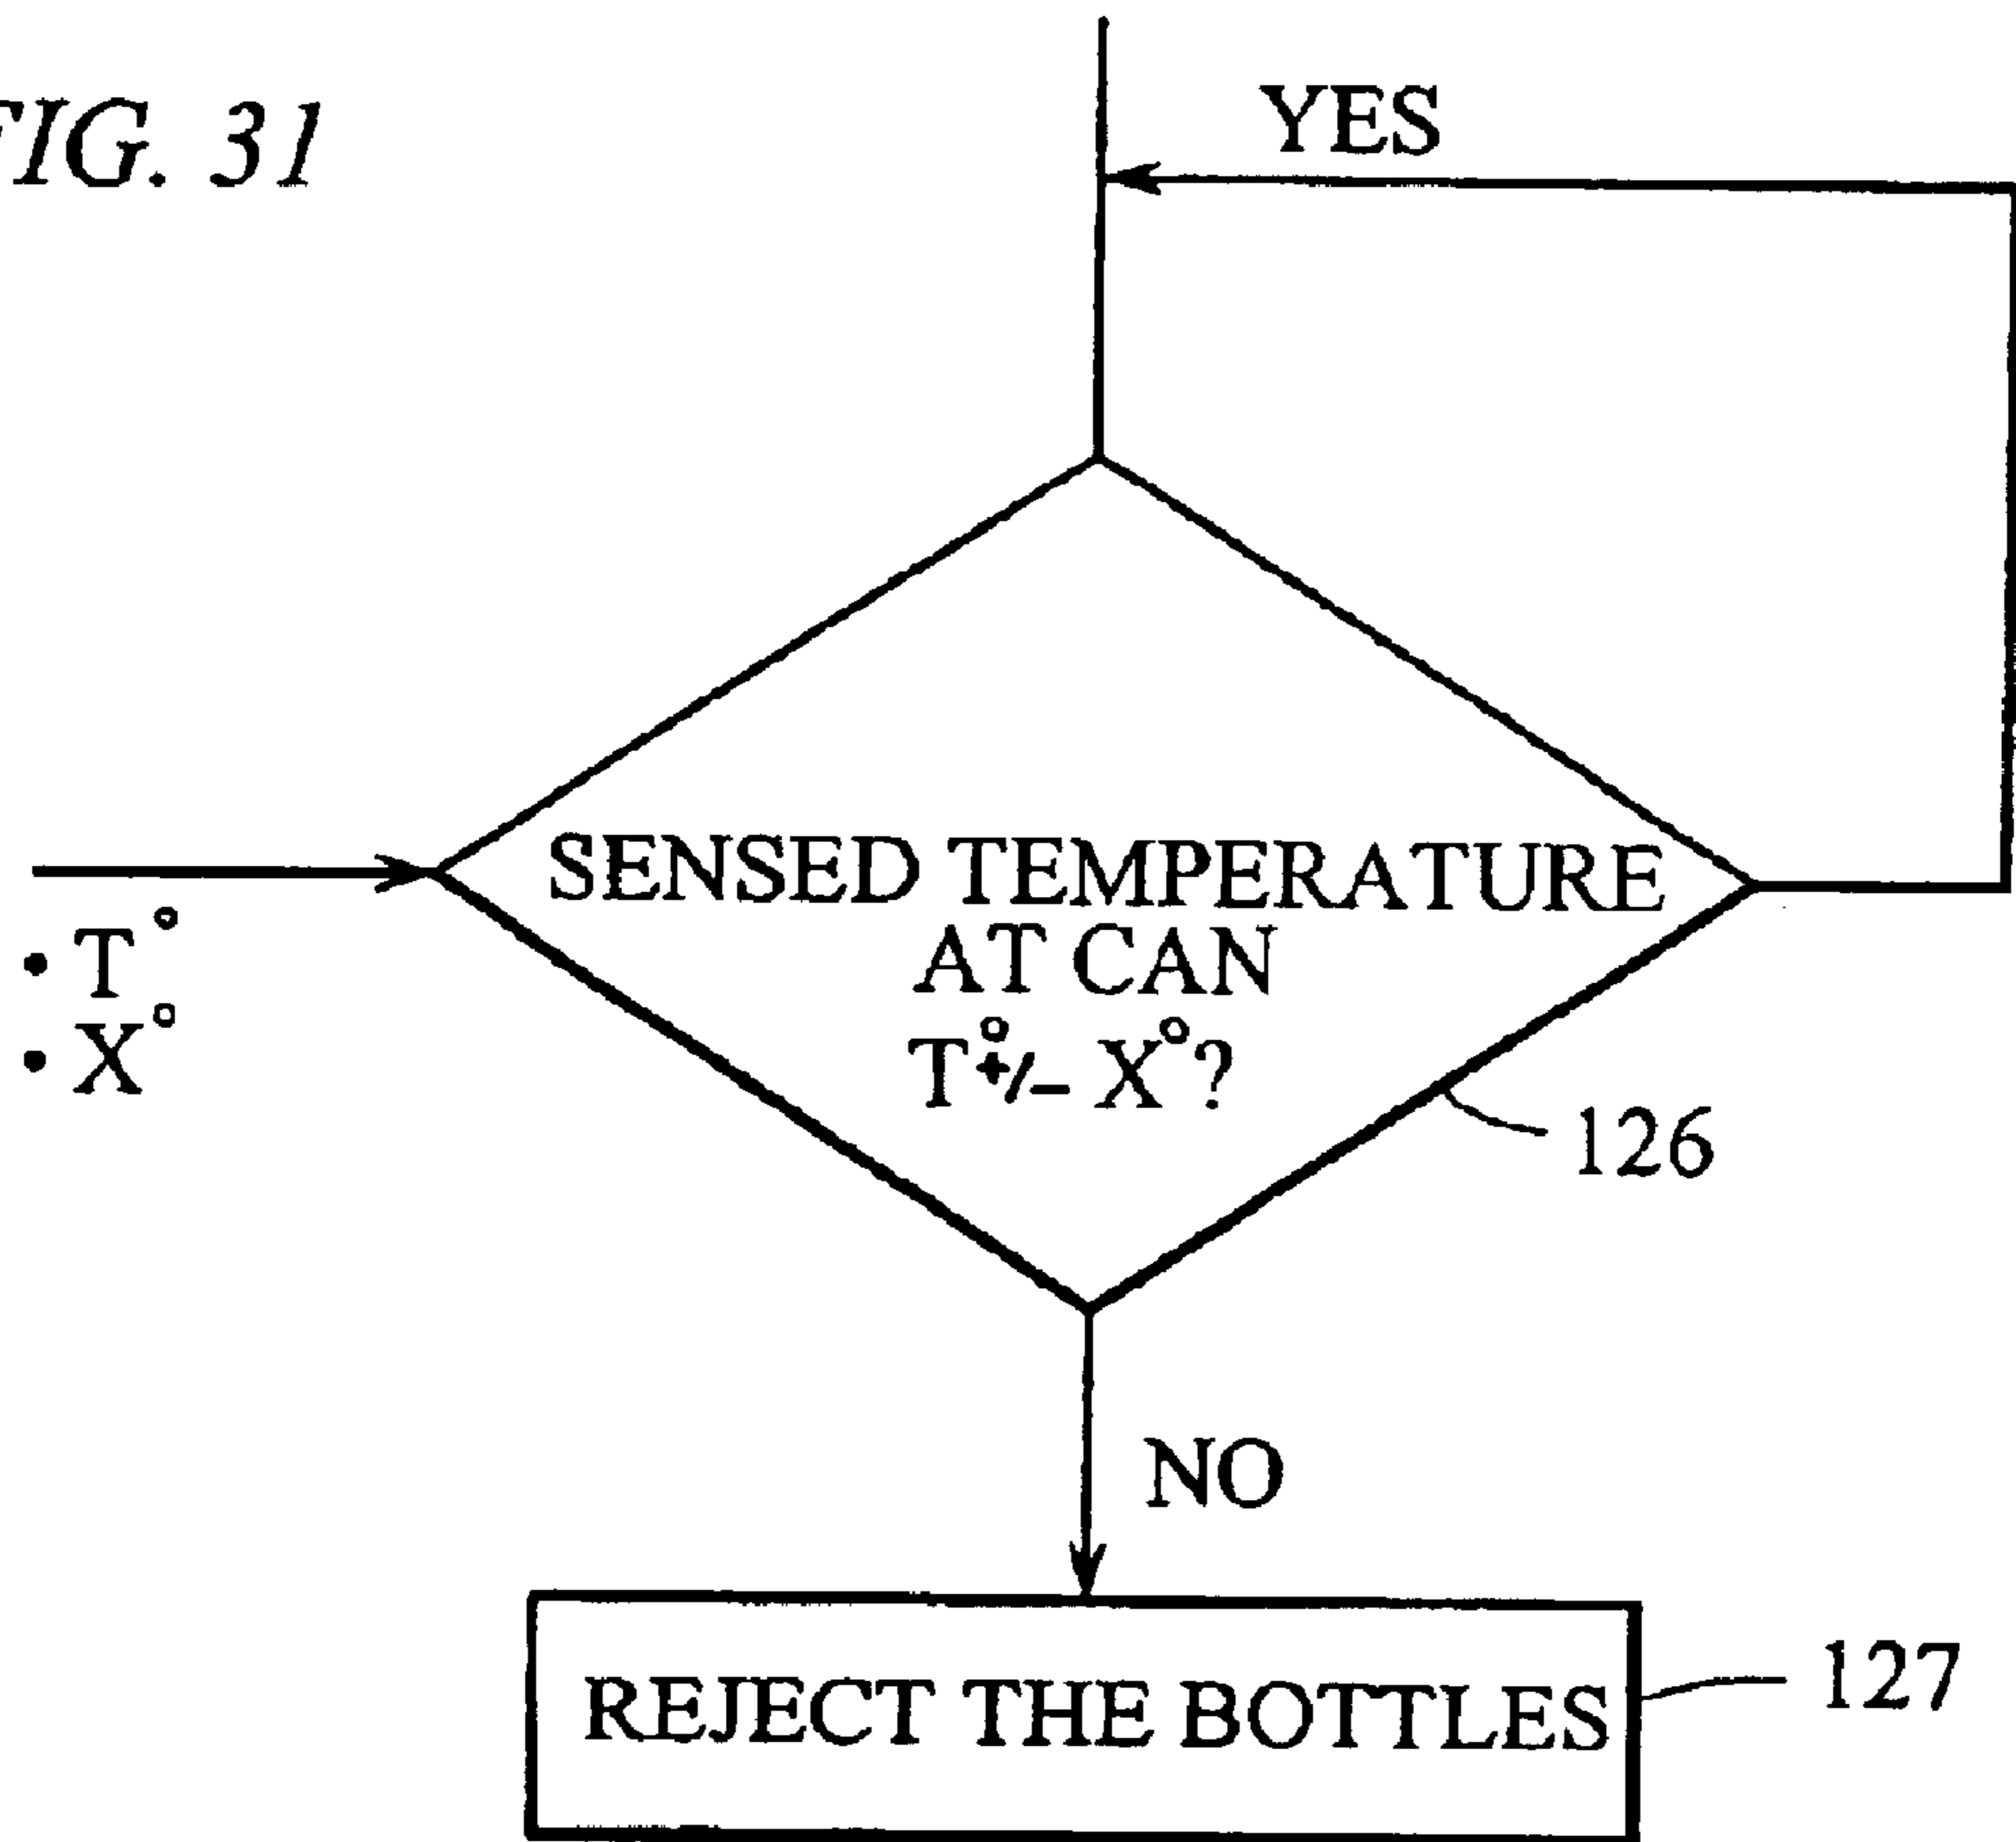 FIG. 31
YES
SENSED TEMPERATURE
AT CAN
T°+/- X°?
• T°
• X°
126
NO
REJECT THE BOTTLES
127